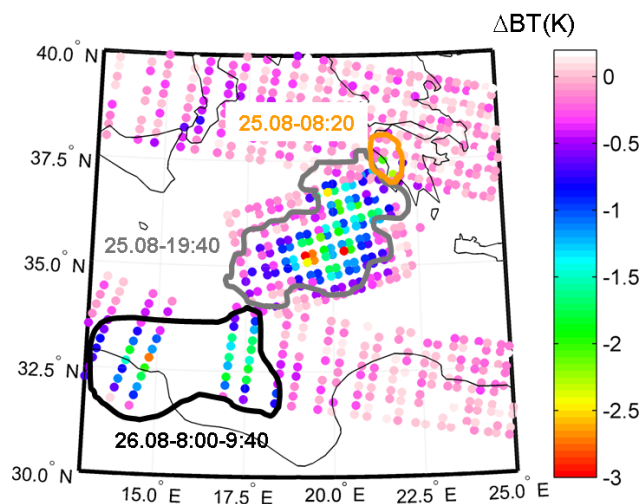 ΔBT(K)
40.0° N
37.5° N
35.0° N
32.5° N
30.0° N
15.0° E
17.5° E
20.0° E
22.5° E
25.0° E
25.08-08:20
25.08-19:40
26.08-8:00-9:40
0
-0.5
-1
-1.5
-2
-2.5
-3